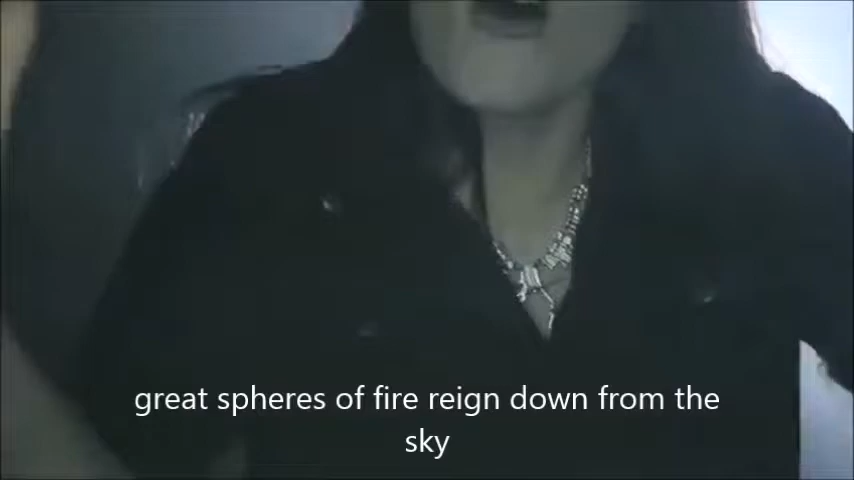 great spheres of fire reign down from the
sky